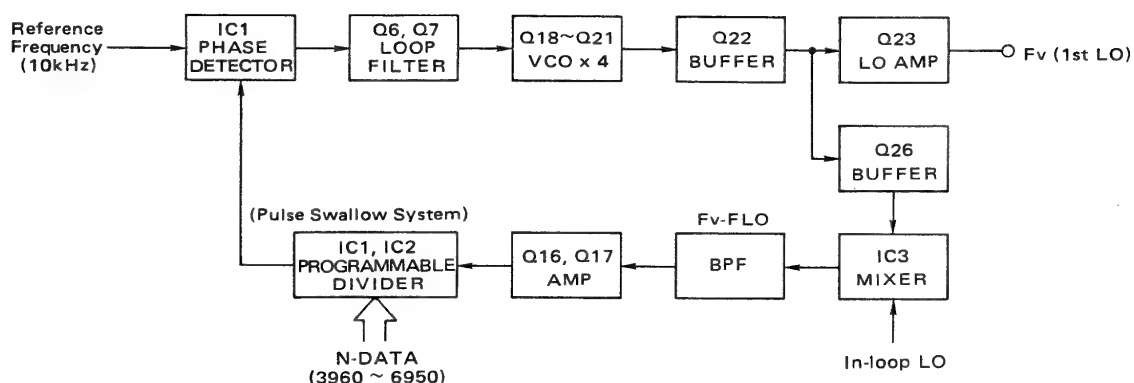 Reference
Frequency
(10kHz)
IC1
PHASE
DETECTOR
Q6, Q7
LOOP
FILTER
Q18~Q21
VCO x 4
Q22
BUFFER
Q23
LO AMP
Fv (1st LO)
Q26
BUFFER
(Pulse Swallow System)
IC1, IC2
PROGRAMMABLE
DIVIDER
Q16, Q17
AMP
Fv-FLO
BPF
IC3
MIXER
N-DATA
(3960 ~ 6950)
In-loop LO